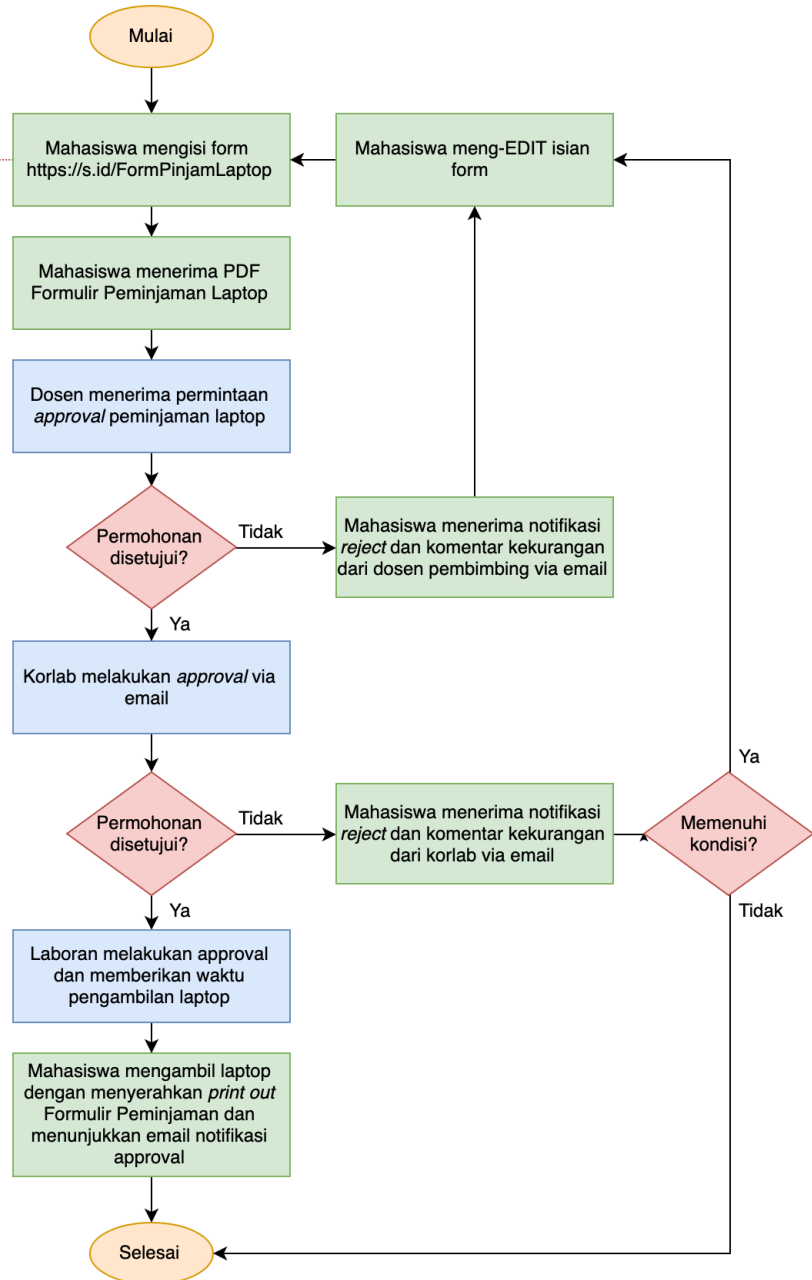 Mulai
Mahasiswa mengisi form
https://s.id/FormPinjamLaptop
Mahasiswa meng-EDIT isian
form
Mahasiswa menerima PDF
Formulir Peminjaman Laptop
Dosen menerima permintaan
approval peminjaman laptop
Permohonan
disetujui?
Tidak
Mahasiswa menerima notifikasi
reject dan komentar kekurangan
dari dosen pembimbing via email
Ya
Korlab melakukan approval via
email
Permohonan
disetujui?
Tidak
Mahasiswa menerima notifikasi
reject dan komentar kekurangan
dari korlab via email
Ya
Memenuhi
kondisi?
Tidak
Ya
Laboran melakukan approval
dan memberikan waktu
pengambilan laptop
Mahasiswa mengambil laptop
dengan menyerahkan print out
Formulir Peminjaman dan
menunjukkan email notifikasi
approval
Selesai